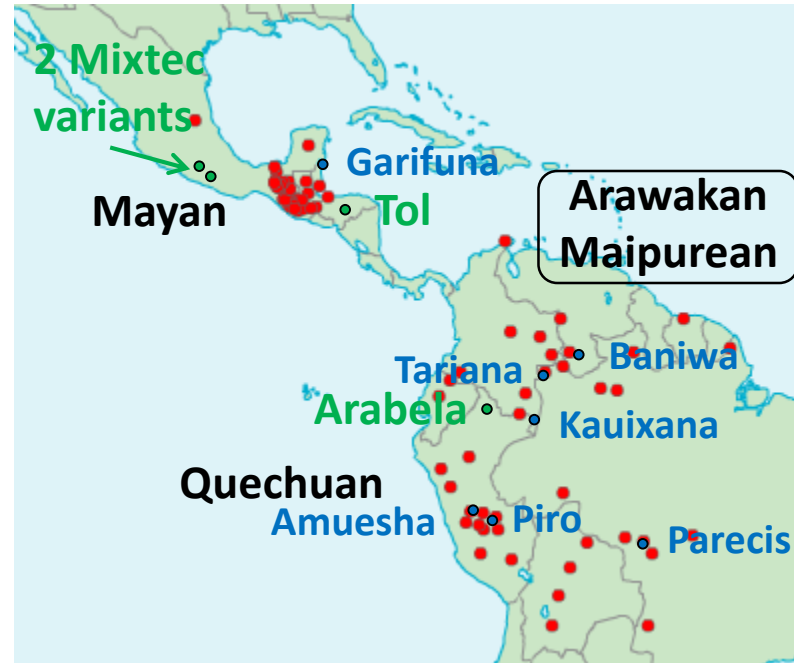 2 Mixtec
variants
Garifuna
Mayan
Tol
Arawakan
Maipurean
Tariana
Baniwa
Arabela
Kauixana
Quechuan
Amuesha
Piro
Parecis